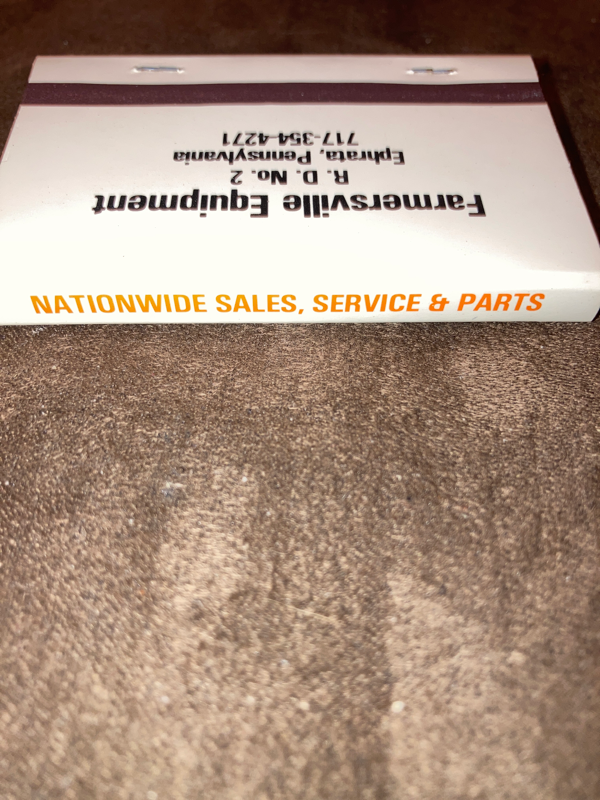 Farmersville Equipment
R. D. No. 2
Ephrata, Pennsylvania
717-354-4271
NATIONWIDE SALES, SERVICE & PARTS